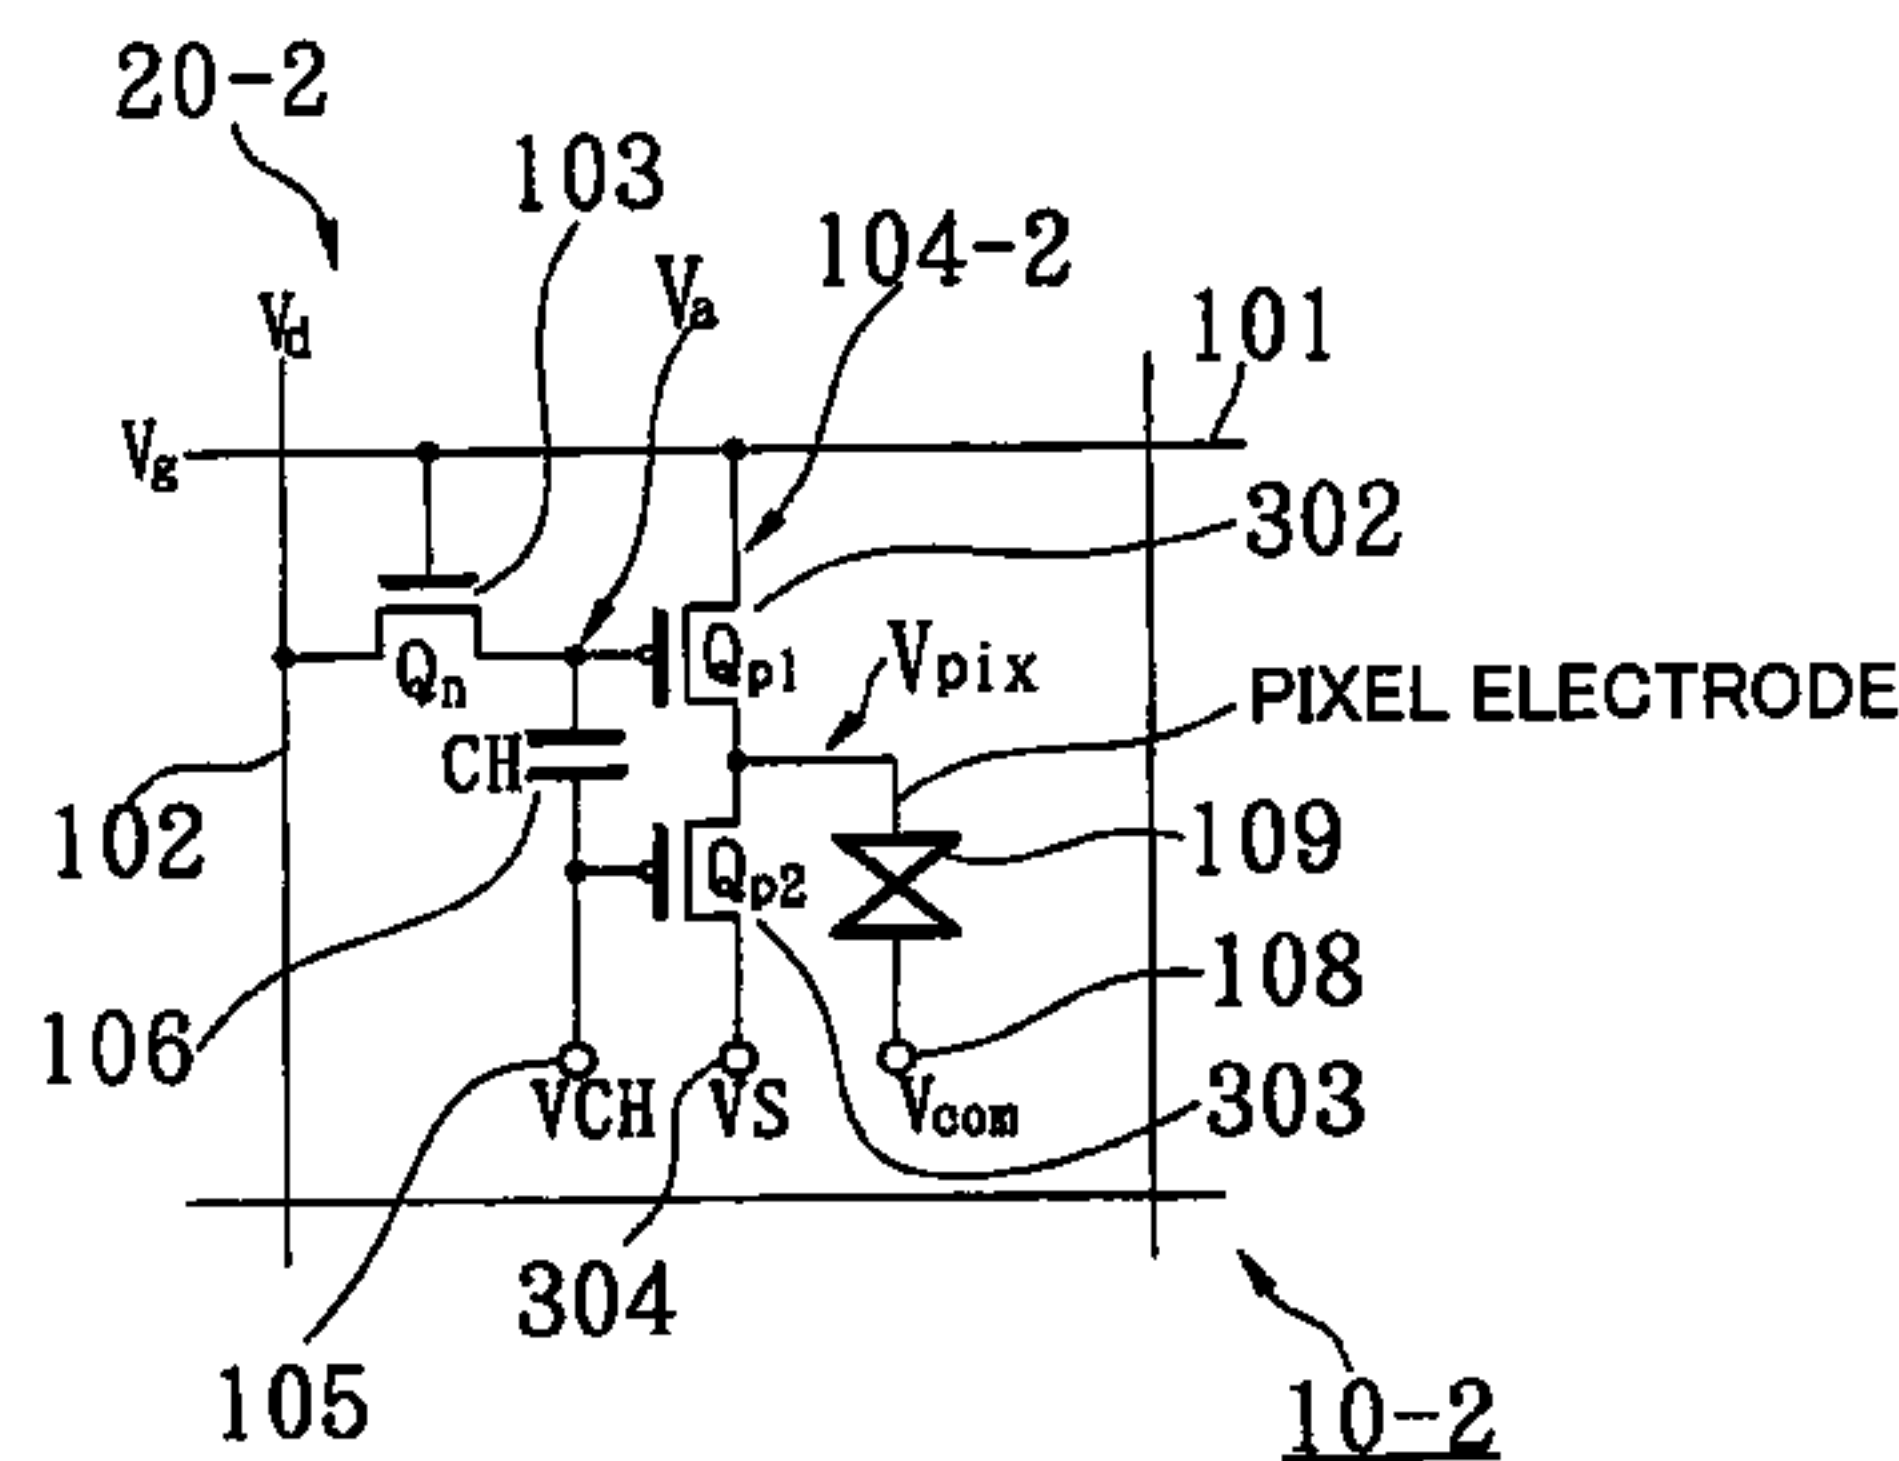 20-2
103
104-2
Va
Vd
101
Vg
302
Qp1
Vpix
Qn
PIXEL ELECTRODE
CH
102
109
Qp2
108
106
VCH
VS
Vcom
303
304
105
10-2